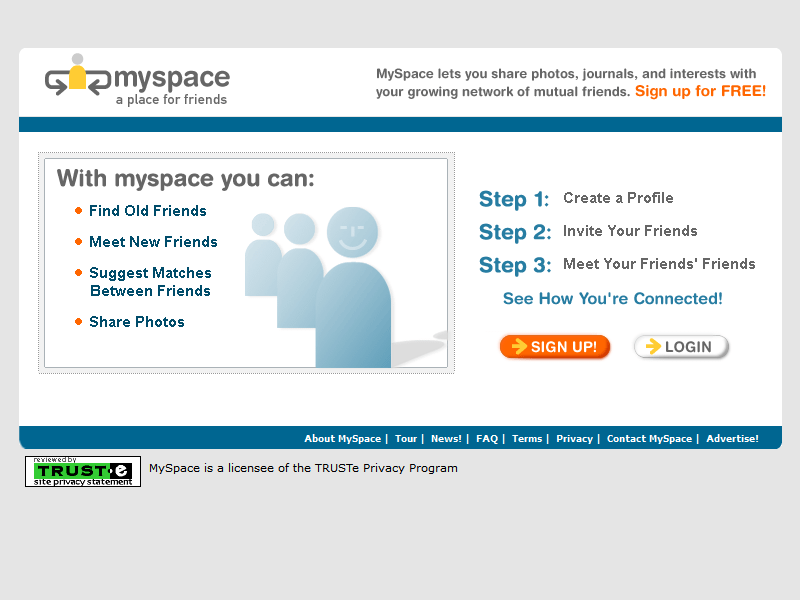 myspace
a place for friends
MySpace lets you share photos, journals, and interests with
your growing network of mutual friends. Sign up for FREE!
With myspace you can:
Find Old Friends
Meet New Friends
Suggest Matches
Between Friends
Share Photos
Step 1: Create a Profile
Step 2: Invite Your Friends
Step 3: Meet Your Friends' Friends
See How You're Connected!
SIGN UP!
LOGIN
About MySpace | Tour | News! | FAQ | Terms | Privacy | Contact MySpace | Advertise!
reviewed by
TRUST·e
site privacy statement
MySpace is a licensee of the TRUSTe Privacy Program